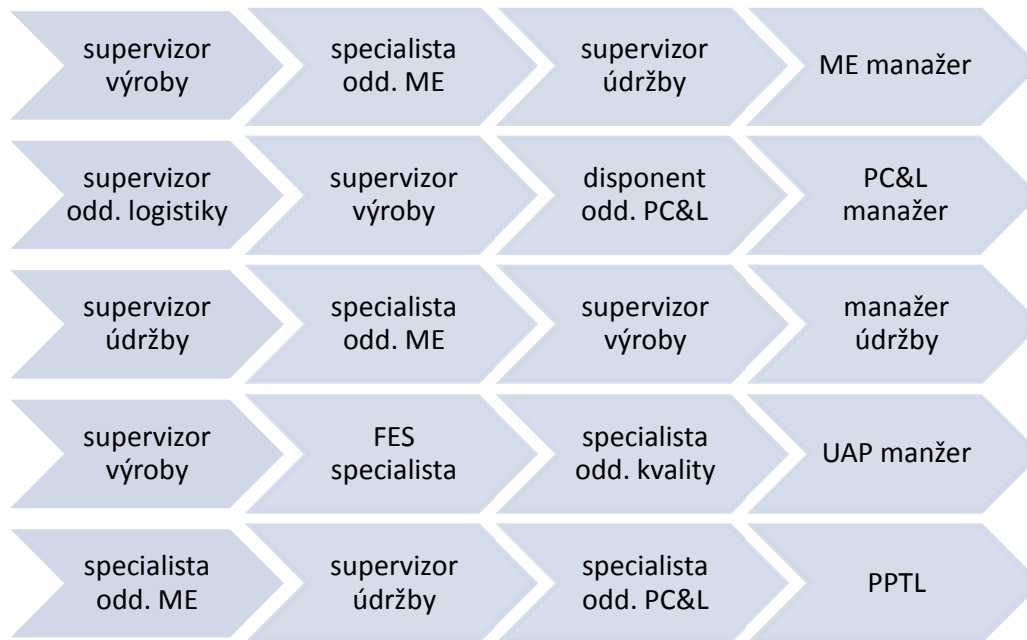 supervizor
výroby
specialista
odd. ME
supervizor
údržby
ME manažer
supervizor
odd. logistiky
supervizor
výroby
disponent
odd. PC&L
PC&L
manažer
supervizor
údržby
specialista
odd. ME
supervizor
výroby
manažer
údržby
supervizor
výroby
FES
specialista
specialista
odd. kvality
UAP manžer
specialista
odd. ME
supervizor
údržby
specialista
odd. PC&L
PPTL